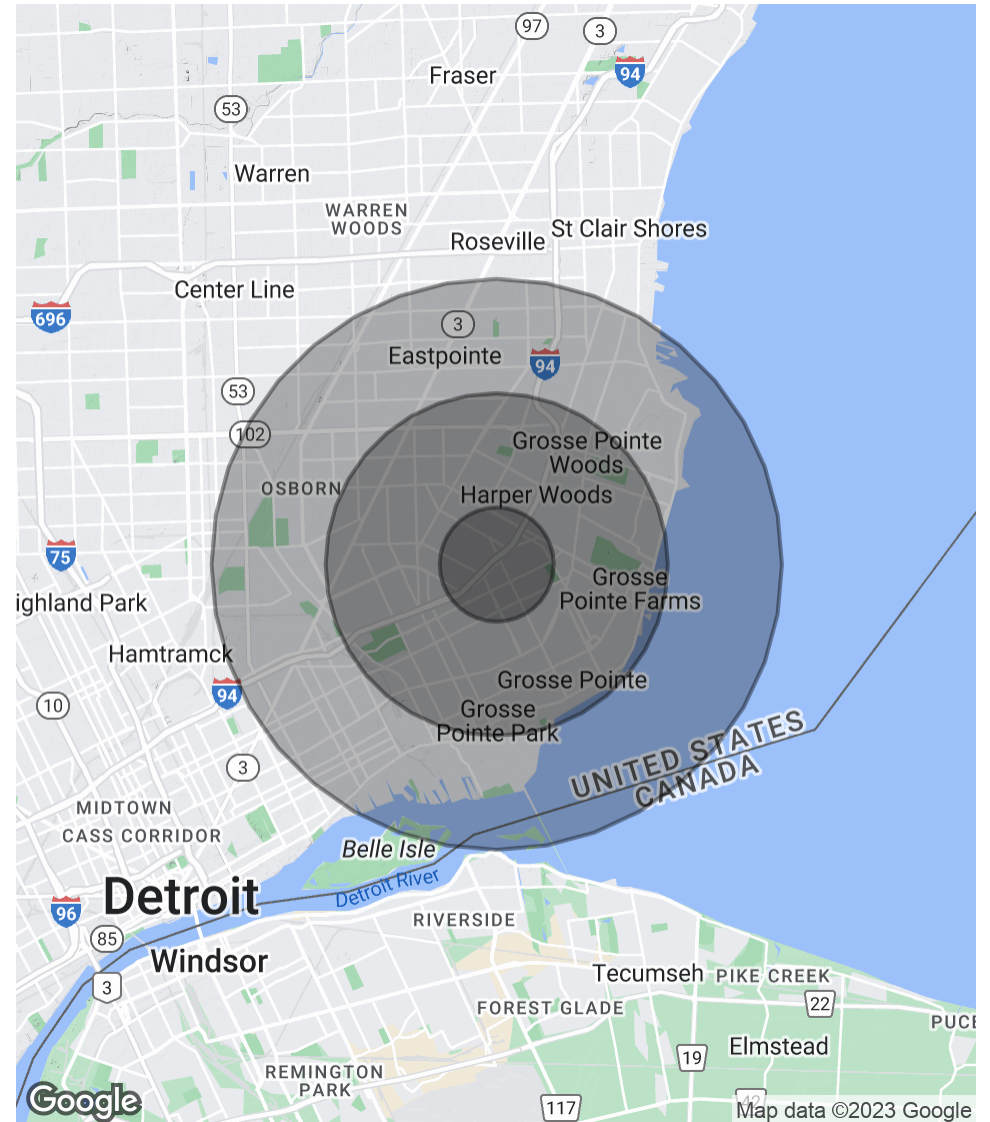 97
3
Fraser
94
53
Warren
WARREN
WOODS
Roseville
St Clair Shores
Center Line
696
3
Eastpointe
94
53
102
Grosse Pointe
Woods
OSBORN
Harper Woods
75
Grosse
Pointe Farms
ighland Park
Hamtramck
94
Grosse Pointe
10
Grosse
Pointe Park
UNITED STATES
CANADA
3
MIDTOWN
CASS CORRIDOR
Belle Isle
Detroit River
Detroit
96
RIVERSIDE
85
Windsor
Tecumseh
PIKE CREEK
3
FOREST GLADE
22
PUCE
Elmstead
19
REMINGTON
PARK
Google
117
42
Map data ©2023 Google